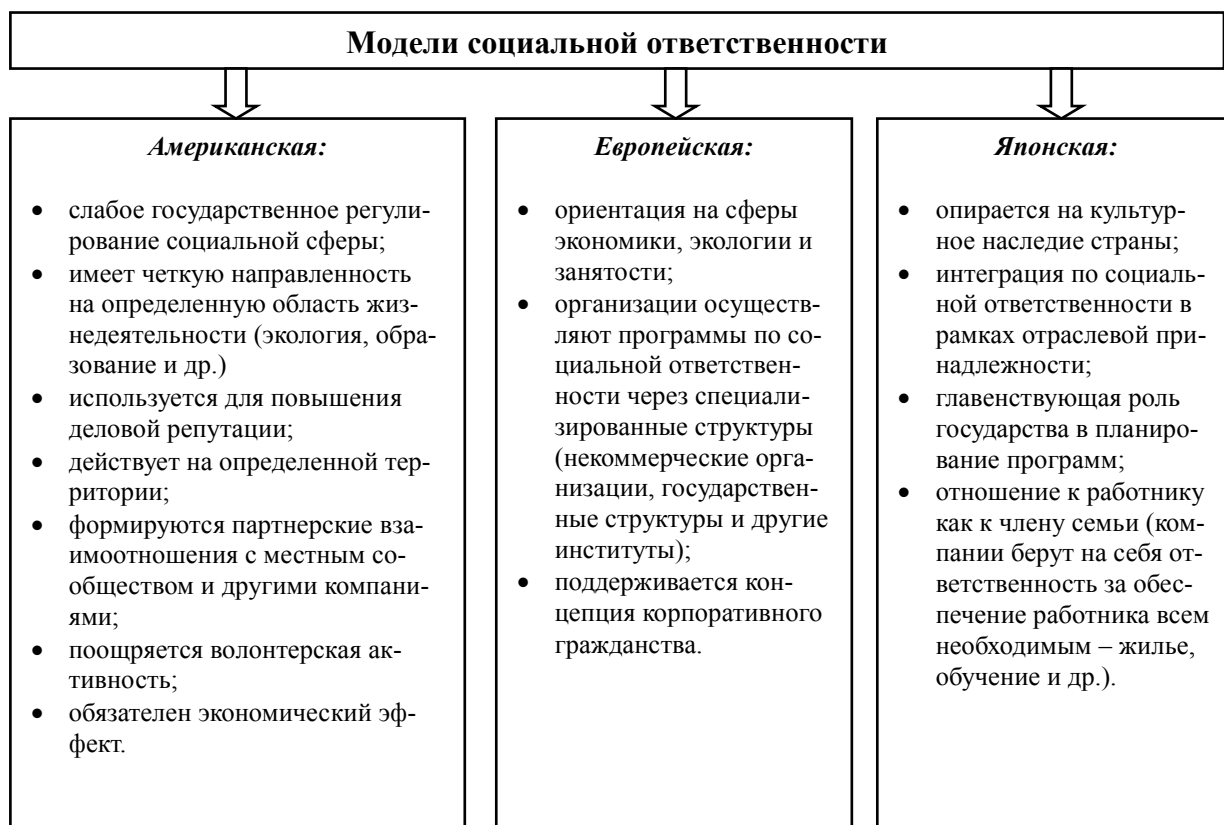 Модели социальной ответственности
Американская:
• слабое государственное регули-
рование социальной сферы;
• имеет четкую направленность
на определенную область жиз-
недеятельности (экология, обра-
зование и др.)
• используется для повышения
деловой репутации;
• действует на определенной тер-
ритории;
• формируются партнерские вза-
имоотношения с местным со-
обществом и другими компани-
ями;
• поощряется волонтерская ак-
тивность;
• обязателен экономический эф-
фект.
Европейская:
• ориентация на сферы
экономики, экологии и
занятости;
• организации осуществ-
ляют программы по со-
циальной ответствен-
ности через специали-
зированные структуры
(некоммерческие орга-
низации, государствен-
ные структуры и другие
институты);
• поддерживается кон-
цепция корпоративного
гражданства.
Японская:
• опирается на культур-
ное наследие страны;
• интеграция по социаль-
ной ответственности в
рамках отраслевой при-
надлежности;
• главенствующая роль
государства в планиро-
вание программ;
• отношение к работнику
как к члену семьи (ком-
пании берут на себя от-
ветственность за обес-
печение работника всем
необходимым – жилье,
обучение и др.).